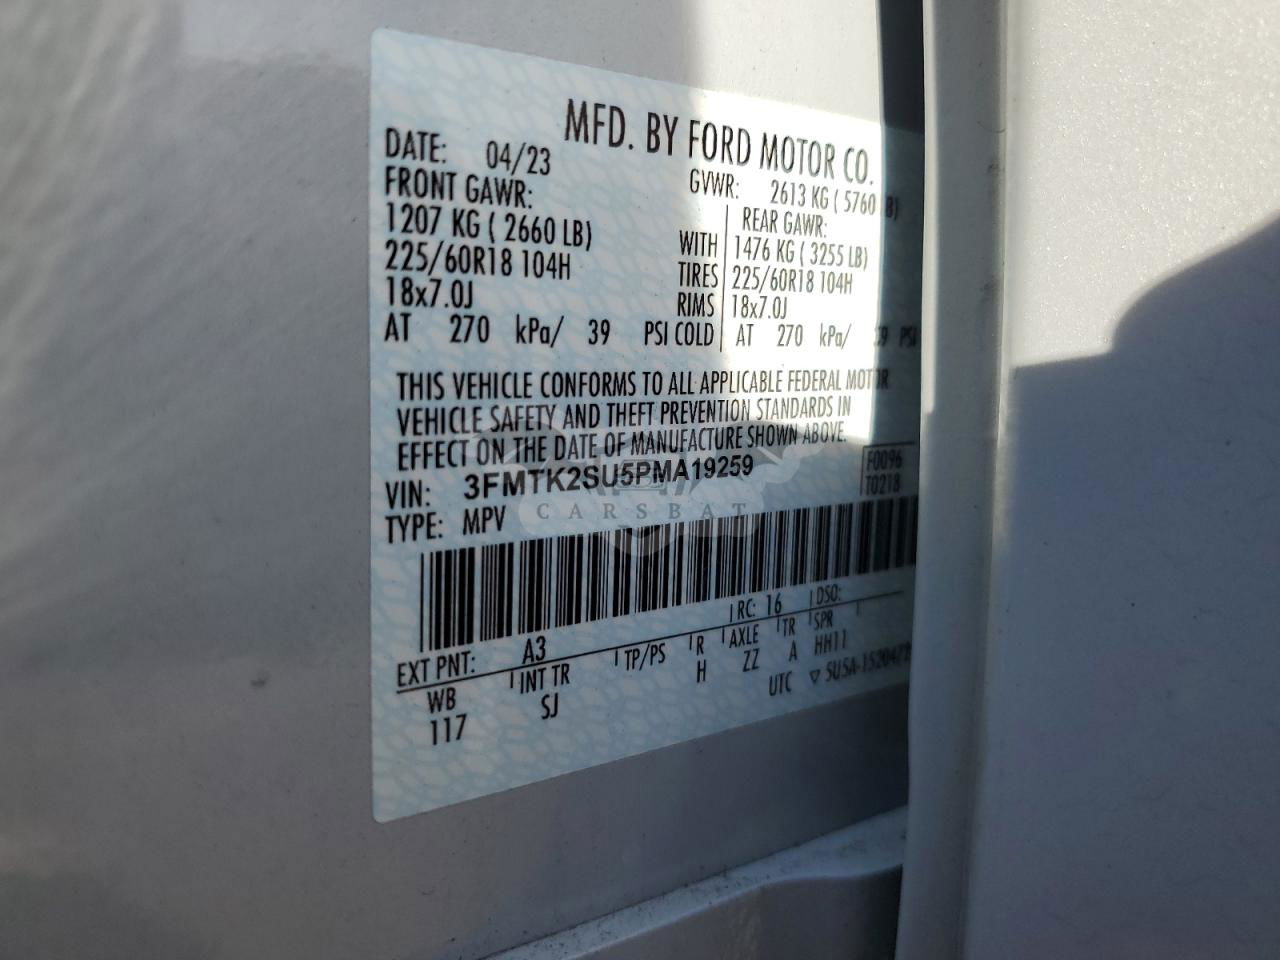 MFD. BY FORD MOTOR CO.
DATE: 04/23 GVWR: 2613 KG ( 5760 LB)
FRONT GAWR: REAR GAWR:
1207 KG ( 2660 LB) WITH 1476 KG ( 3255 LB)
225/60R18 104H TIRES 225/60R18 104H
18x7.0J RIMS 18x7.0J
AT 270 kPa/ 39 PSI COLD AT 270 kPa/ 39 PSI
THIS VEHICLE CONFORMS TO ALL APPLICABLE FEDERAL MOTOR
VEHICLE SAFETY AND THEFT PREVENTION STANDARDS IN
EFFECT ON THE DATE OF MANUFACTURE SHOWN ABOVE.
VIN: 3FMTK2SU5PMA19259 F0096
TYPE: MPV T0218
CARSBAT
EXT PNT: A3 RC: 16 DSO:
WB INT TR TP/PS R AXLE TR SPR
117 SJ H ZZ A HH11
UTC ▽